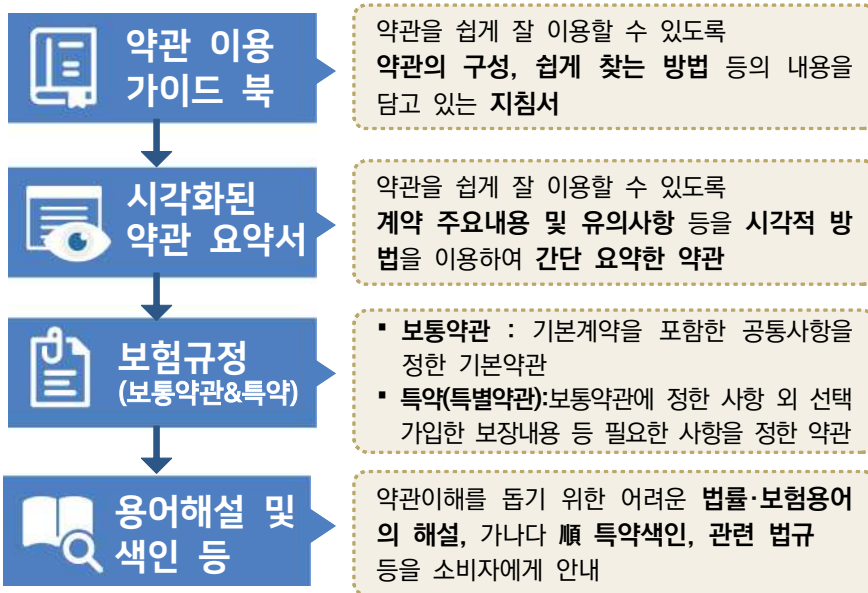 약관 이용
가이드 북
약관을 쉽게 잘 이용할 수 있도록
약관의 구성, 쉽게 찾는 방법 등의 내용을
담고 있는 지침서
시각화된
약관 요약서
약관을 쉽게 잘 이용할 수 있도록
계약 주요내용 및 유의사항 등을 시각적 방
법을 이용하여 간단 요약한 약관
보험규정
(보통약관&특약)
▪ 보통약관 : 기본계약을 포함한 공통사항을
정한 기본약관
▪ 특약(특별약관):보통약관에 정한 사항 외 선택
가입한 보장내용 등 필요한 사항을 정한 약관
용어해설 및
색인 등
약관이해를 돕기 위한 어려운 법률·보험용어
의 해설, 가나다 順 특약색인, 관련 법규
등을 소비자에게 안내